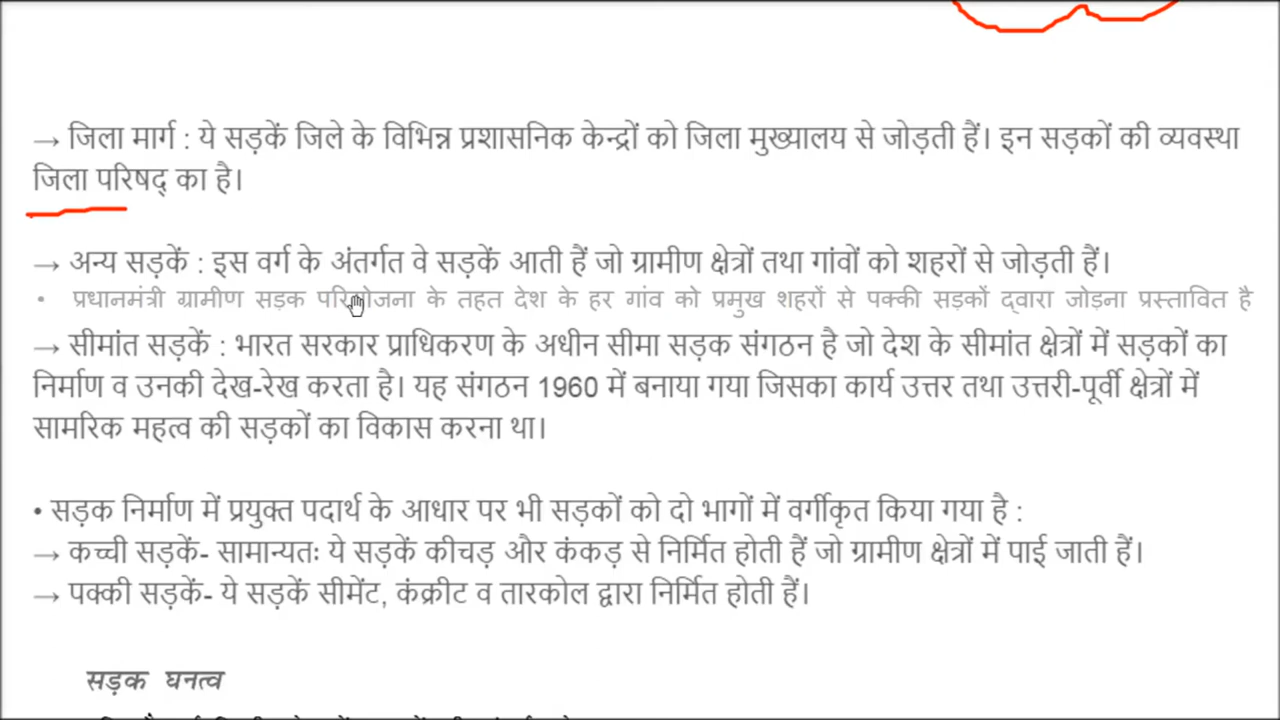 → जिला मार्ग : ये सड़कें जिले के विभिन्न प्रशासनिक केन्द्रों को जिला मुख्यालय से जोड़ती हैं। इन सड़कों की व्यवस्था
जिला परिषद् का है।
→ अन्य सड़कें : इस वर्ग के अंतर्गत वे सड़कें आती हैं जो ग्रामीण क्षेत्रों तथा गांवों को शहरों से जोड़ती हैं।
• प्रधानमंत्री ग्रामीण सड़क परियोजना के तहत देश के हर गांव को प्रमुख शहरों से पक्की सड़कों द्वारा जोड़ना प्रस्तावित है
→ सीमांत सड़कें : भारत सरकार प्राधिकरण के अधीन सीमा सड़क संगठन है जो देश के सीमांत क्षेत्रों में सड़कों का
निर्माण व उनकी देख-रेख करता है। यह संगठन 1960 में बनाया गया जिसका कार्य उत्तर तथा उत्तरी-पूर्वी क्षेत्रों में
सामरिक महत्व की सड़कों का विकास करना था।
• सड़क निर्माण में प्रयुक्त पदार्थ के आधार पर भी सड़कों को दो भागों में वर्गीकृत किया गया है :
→ कच्ची सड़कें- सामान्यतः ये सड़कें कीचड़ और कंकड़ से निर्मित होती हैं जो ग्रामीण क्षेत्रों में पाई जाती हैं।
→ पक्की सड़कें- ये सड़कें सीमेंट, कंक्रीट व तारकोल द्वारा निर्मित होती हैं।
सड़क घनत्व